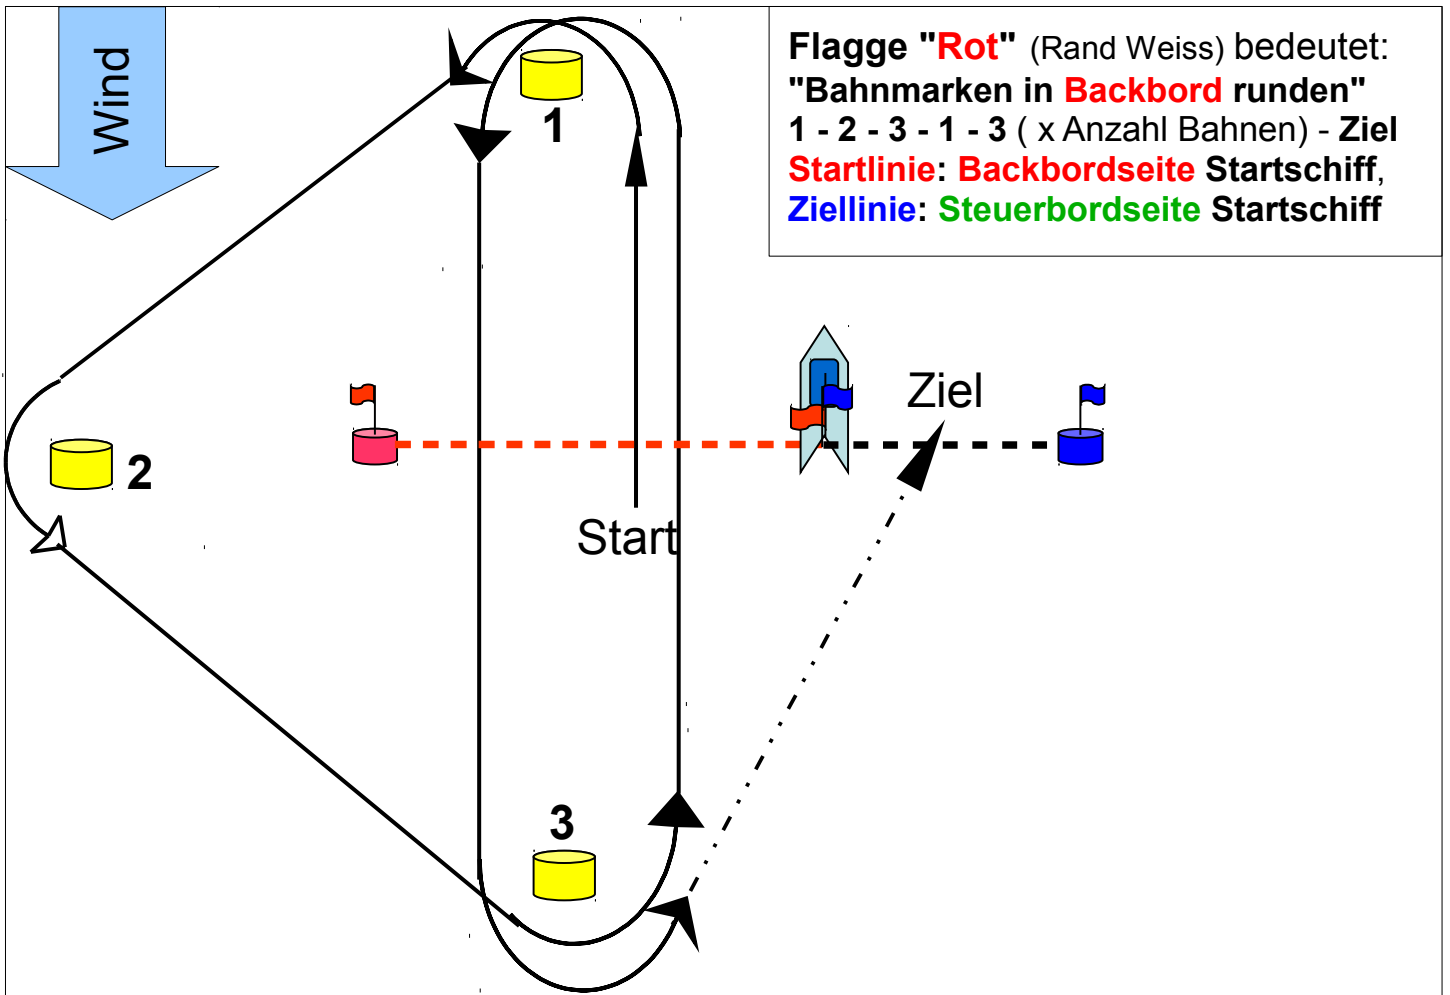 Wind
Flagge "Rot" (Rand Weiss) bedeutet:
"Bahnmarken in Backbord runden"
1 - 2 - 3 - 1 - 3 ( x Anzahl Bahnen) - Ziel
Startlinie: Backbordseite Startschiff,
Ziellinie: Steuerbordseite Startschiff
1
Ziel
2
Start
3